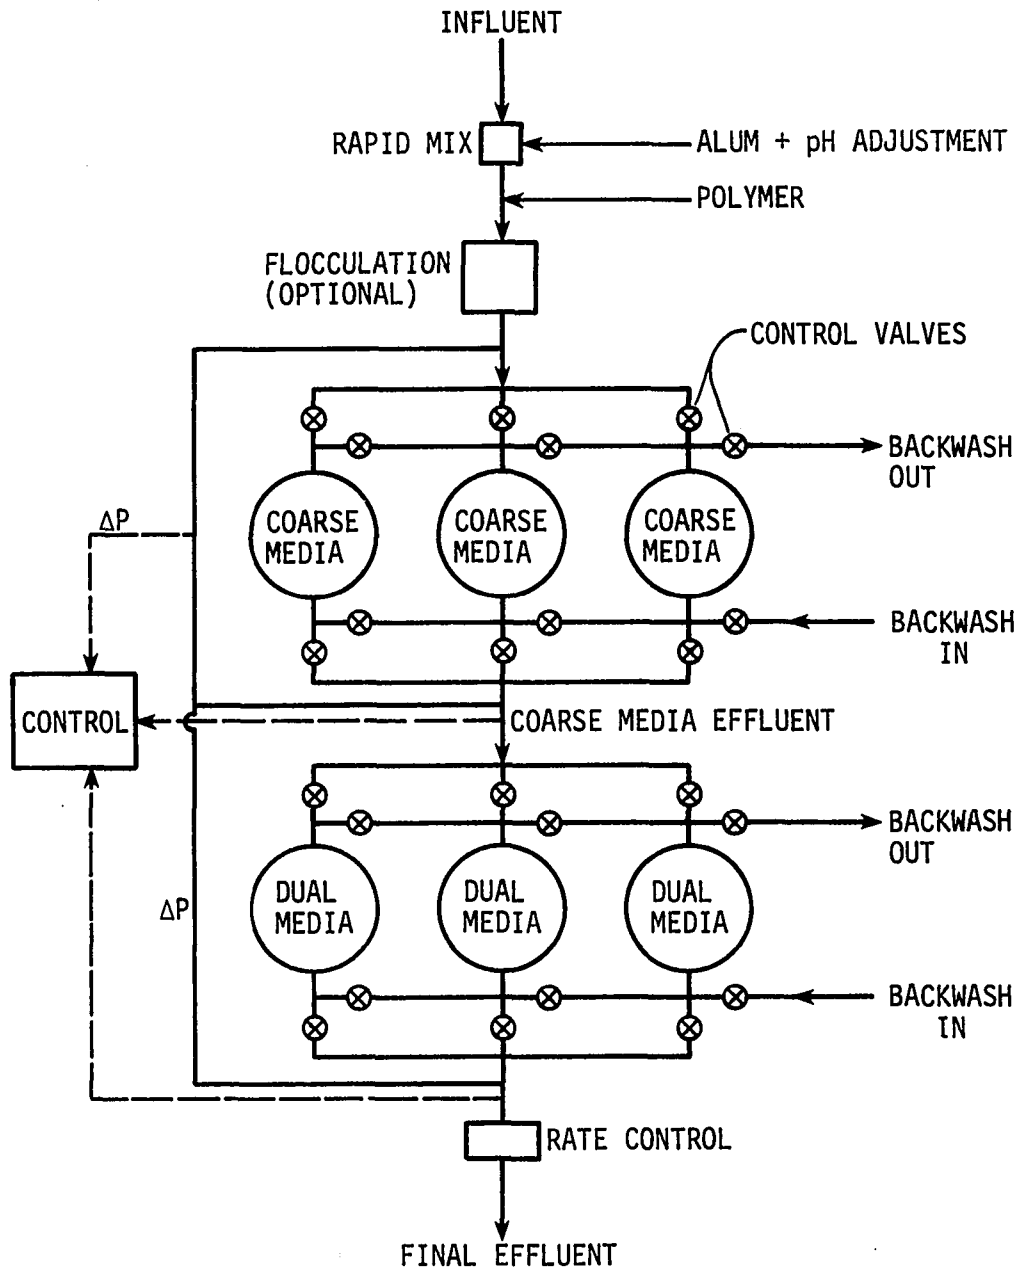 INFLUENT
RAPID MIX
ALUM + pH ADJUSTMENT
POLYMER
FLOCCULATION
(OPTIONAL)
CONTROL VALVES
BACKWASH
OUT
COARSE
MEDIA
COARSE
MEDIA
COARSE
MEDIA
ΔP
BACKWASH
IN
CONTROL
COARSE MEDIA EFFLUENT
BACKWASH
OUT
DUAL
MEDIA
DUAL
MEDIA
DUAL
MEDIA
ΔP
BACKWASH
IN
RATE CONTROL
FINAL EFFLUENT